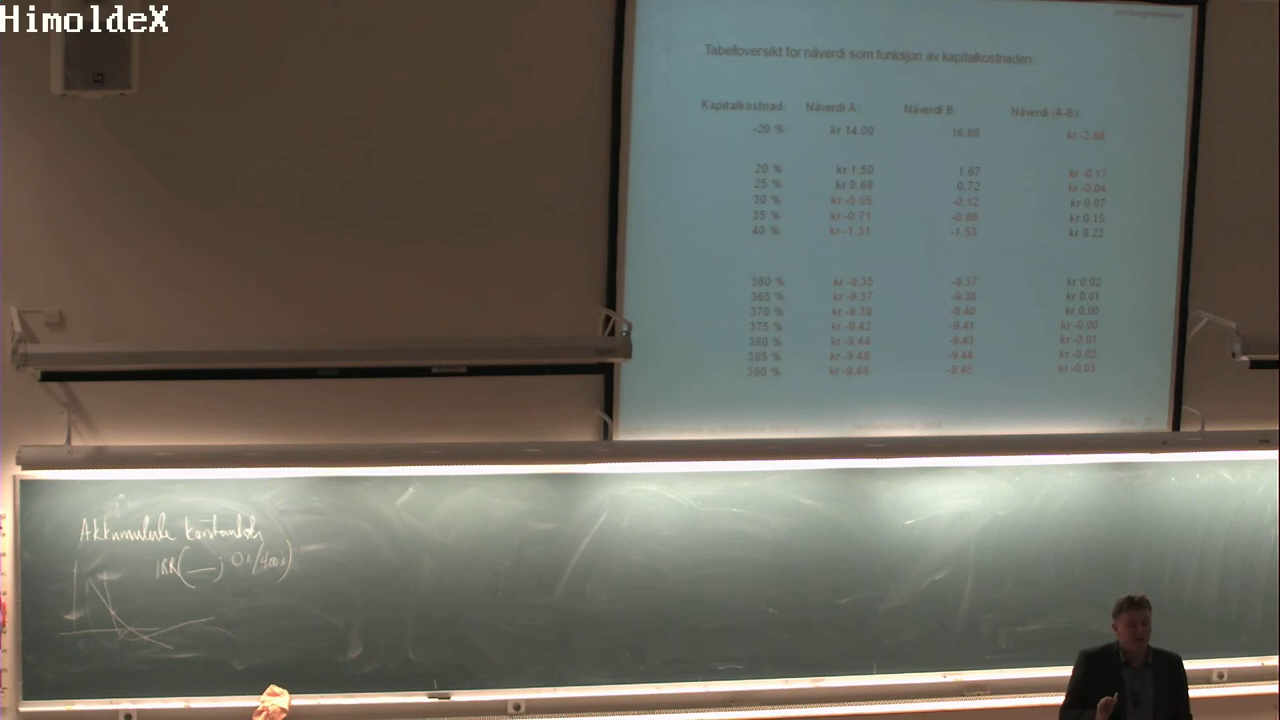 HimoldeX
Tabelloversikt for nåverdi som funksjon av kapitalkostnaden
Kapitalkostnad: Nåverdi A: Nåverdi B: Nåverdi (A-B):
-20 % kr 14.00 16.68 kr -2.68
20 % kr 1.50 1.67 kr -0.17
25 % kr 0.68 0.72 kr -0.04
30 % kr -0.05 -0.12 kr 0.07
35 % kr -0.71 -0.86 kr 0.15
40 % kr -1.31 -1.53 kr 0.22
360 % kr -9.35 -9.37 kr 0.02
365 % kr -9.37 -9.38 kr 0.01
370 % kr -9.39 -9.40 kr 0.00
375 % kr -9.42 -9.41 kr -0.00
380 % kr -9.44 -9.43 kr -0.01
385 % kr -9.46 -9.44 kr -0.02
390 % kr -9.48 -9.45 kr -0.03
IRR(__) 0%/400%)